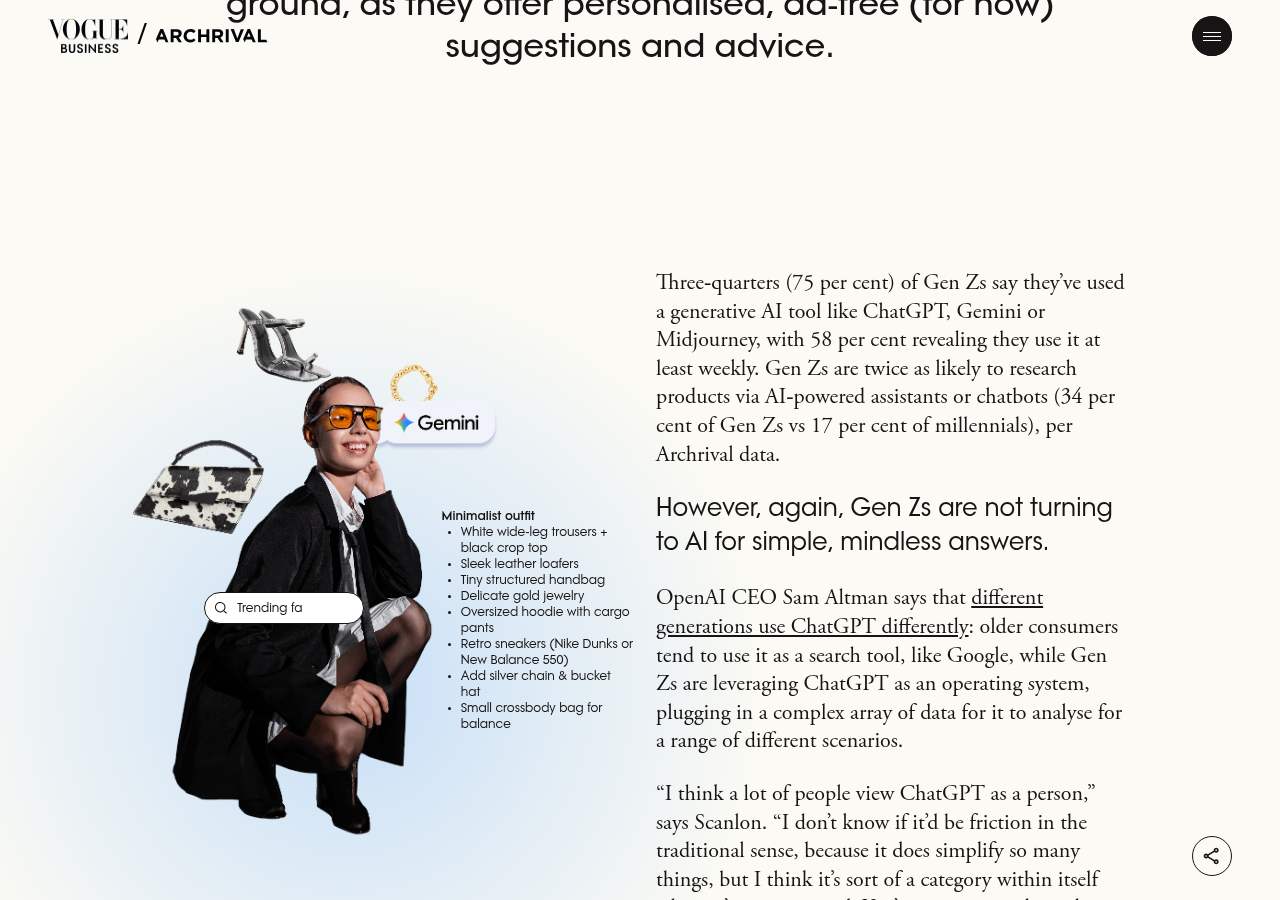 ground, as they offer personalised, ad-free (for now)
suggestions and advice.
VOGUE
BUSINESS
/ ARCHRIVAL
Gemini
Minimalist outfit
• White wide-leg trousers +
black crop top
• Sleek leather loafers
• Tiny structured handbag
• Delicate gold jewelry
• Oversized hoodie with cargo
pants
• Retro sneakers (Nike Dunks or
New Balance 550)
• Add silver chain & bucket
hat
• Small crossbody bag for
balance
Trending fa
Three-quarters (75 per cent) of Gen Zs say they’ve used
a generative AI tool like ChatGPT, Gemini or
Midjourney, with 58 per cent revealing they use it at
least weekly. Gen Zs are twice as likely to research
products via AI-powered assistants or chatbots (34 per
cent of Gen Zs vs 17 per cent of millennials), per
Archrival data.
However, again, Gen Zs are not turning
to AI for simple, mindless answers.
OpenAI CEO Sam Altman says that different
generations use ChatGPT differently: older consumers
tend to use it as a search tool, like Google, while Gen
Zs are leveraging ChatGPT as an operating system,
plugging in a complex array of data for it to analyse for
a range of different scenarios.
“I think a lot of people view ChatGPT as a person,”
says Scanlon. “I don’t know if it’d be friction in the
traditional sense, because it does simplify so many
things, but I think it’s sort of a category within itself